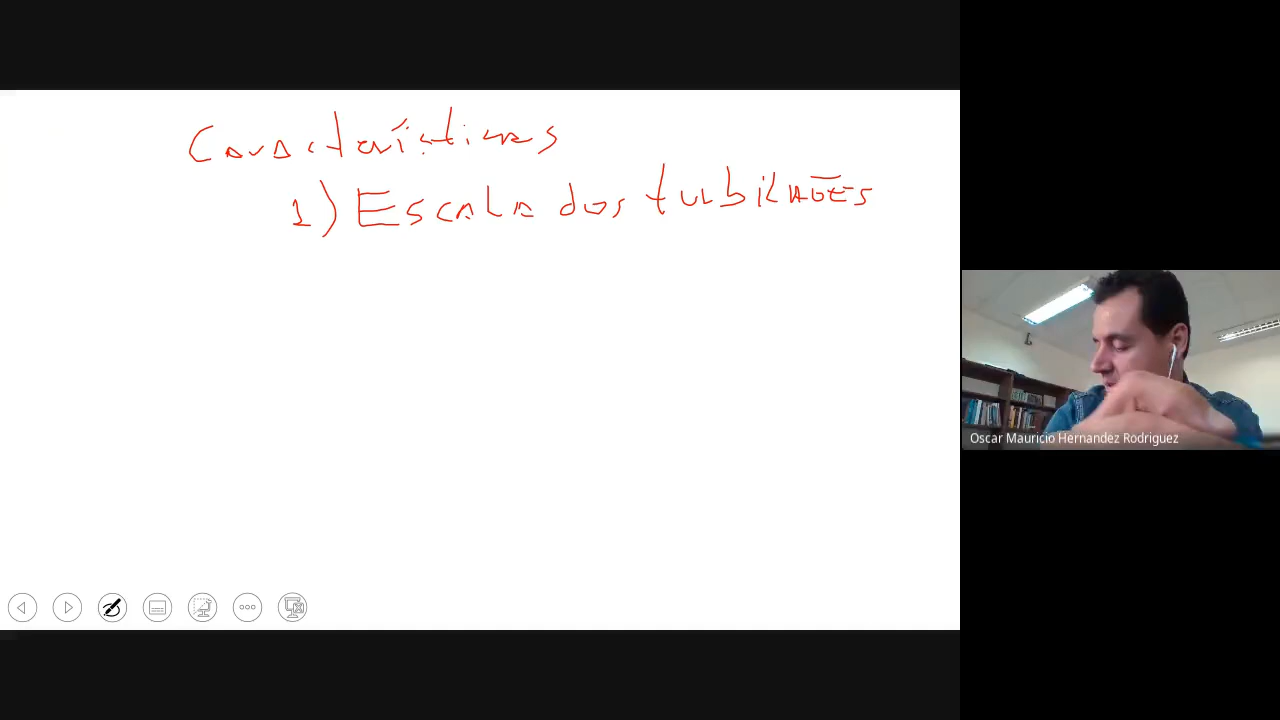 Características
1) Escala dos turbilhões
Oscar Mauricio Hernandez Rodriguez